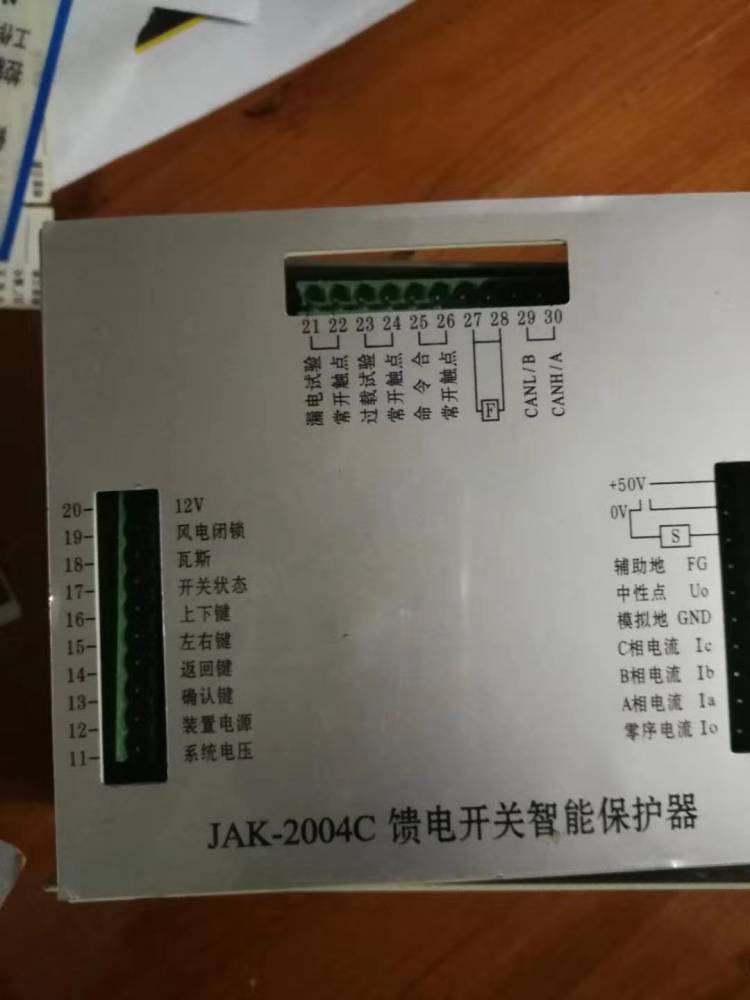 工作
21 22 23 24 25 26 27 28 29 30
漏电试验
常开触点
过载试验
常开触点
命令合
常开触点
F
CANL/B
CANH/A
20 12V
19 风电闭锁
18 瓦斯
17 开关状态
16 上下键
15 左右键
14 返回键
13 确认键
12 装置电源
11 系统电压
+50V
0V
S
辅助地 FG
中性点 Uo
模拟地 GND
C相电流 Ic
B相电流 Ib
A相电流 Ia
零序电流 Io
JAK-2004C 馈电开关智能保护器